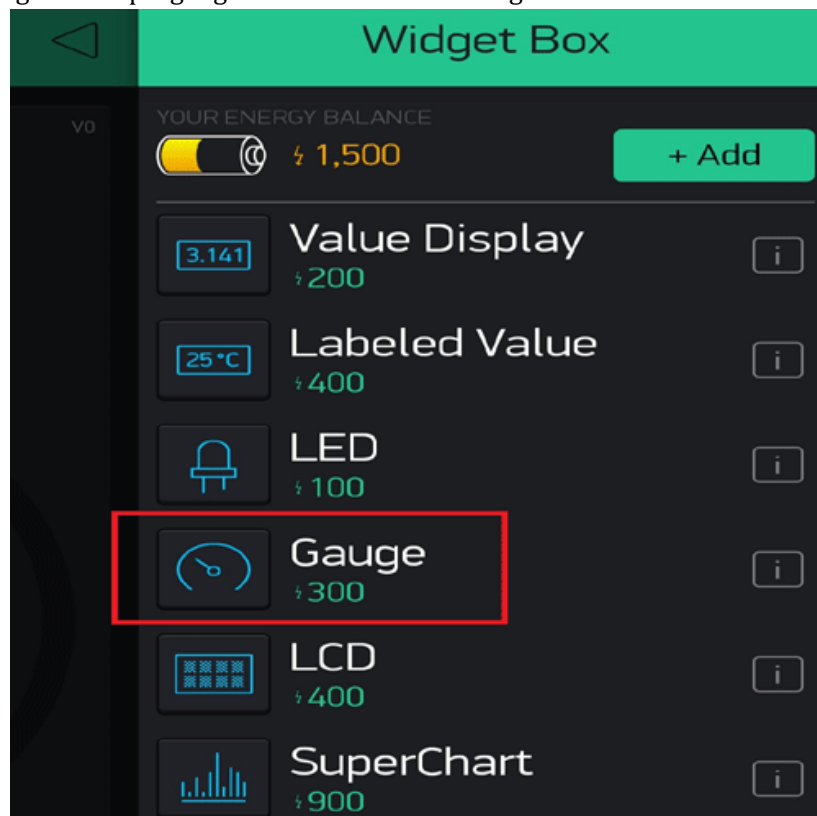 Widget Box
V0
YOUR ENERGY BALANCE
1,500
+ Add
3.141
Value Display
200
i
25°C
Labeled Value
400
i
LED
100
i
Gauge
300
i
LCD
400
i
SuperChart
900
i